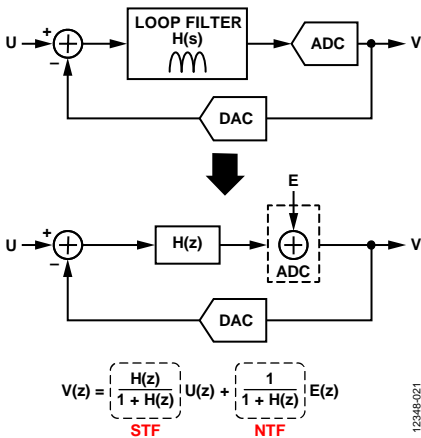 LOOP FILTER
H(s)
U
+
−
ADC
V
DAC
E
U
+
−
H(z)
+
ADC
V
DAC
V(z) = H(z) / 1 + H(z) U(z) + 1 / 1 + H(z) E(z)
STF NTF
12348-021